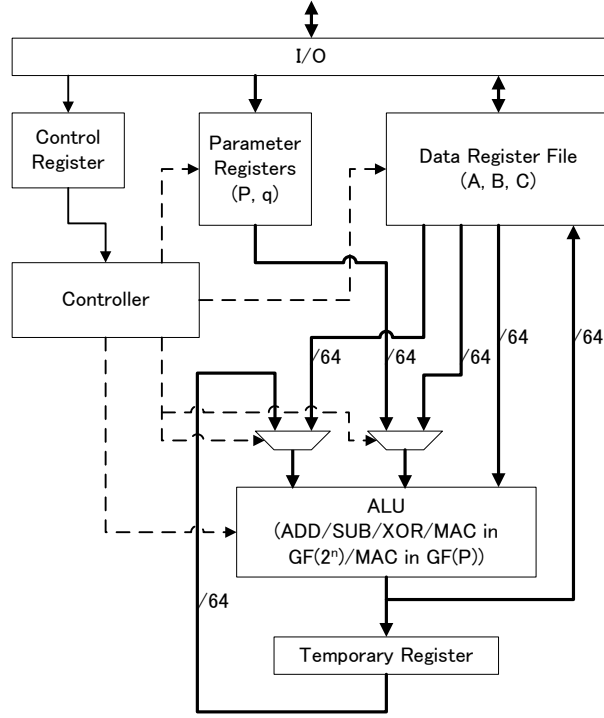 I/O
Control
Register
Parameter
Registers
(P, q)
Data Register File
(A, B, C)
Controller
/64
/64
/64
/64
/64
ALU
(ADD/SUB/XOR/MAC in
GF(2ⁿ)/MAC in GF(P))
/64
Temporary Register